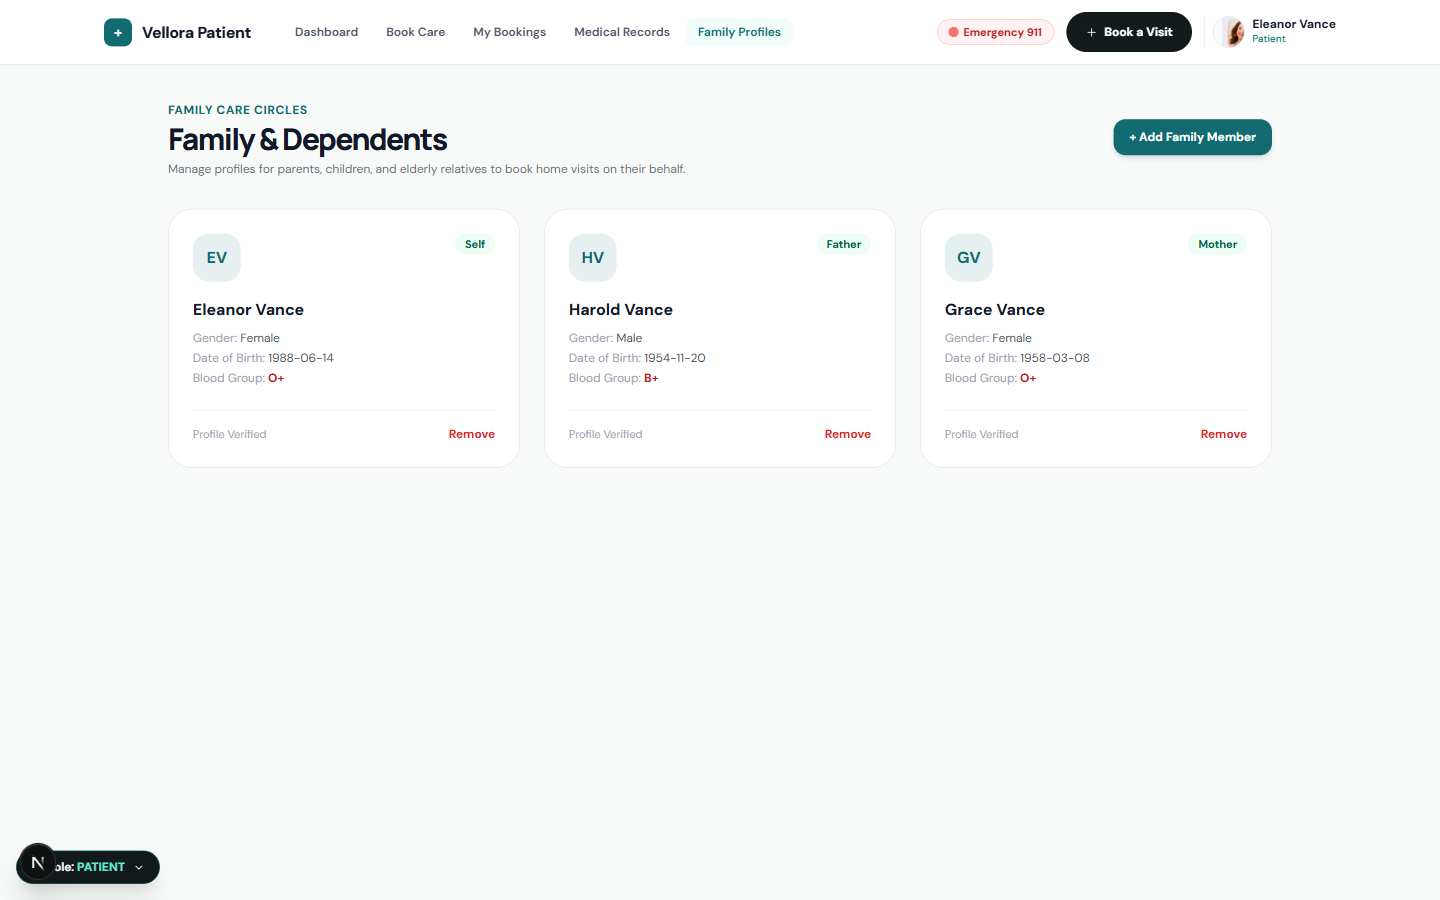 + Vellora Patient
Dashboard
Book Care
My Bookings
Medical Records
Family Profiles
Emergency 911
+ Book a Visit
Eleanor Vance
Patient
FAMILY CARE CIRCLES
Family & Dependents
Manage profiles for parents, children, and elderly relatives to book home visits on their behalf.
+ Add Family Member
EV
Self
Eleanor Vance
Gender: Female
Date of Birth: 1988-06-14
Blood Group: O+
Profile Verified
Remove
HV
Father
Harold Vance
Gender: Male
Date of Birth: 1954-11-20
Blood Group: B+
Profile Verified
Remove
GV
Mother
Grace Vance
Gender: Female
Date of Birth: 1958-03-08
Blood Group: O+
Profile Verified
Remove
N
PATIENT